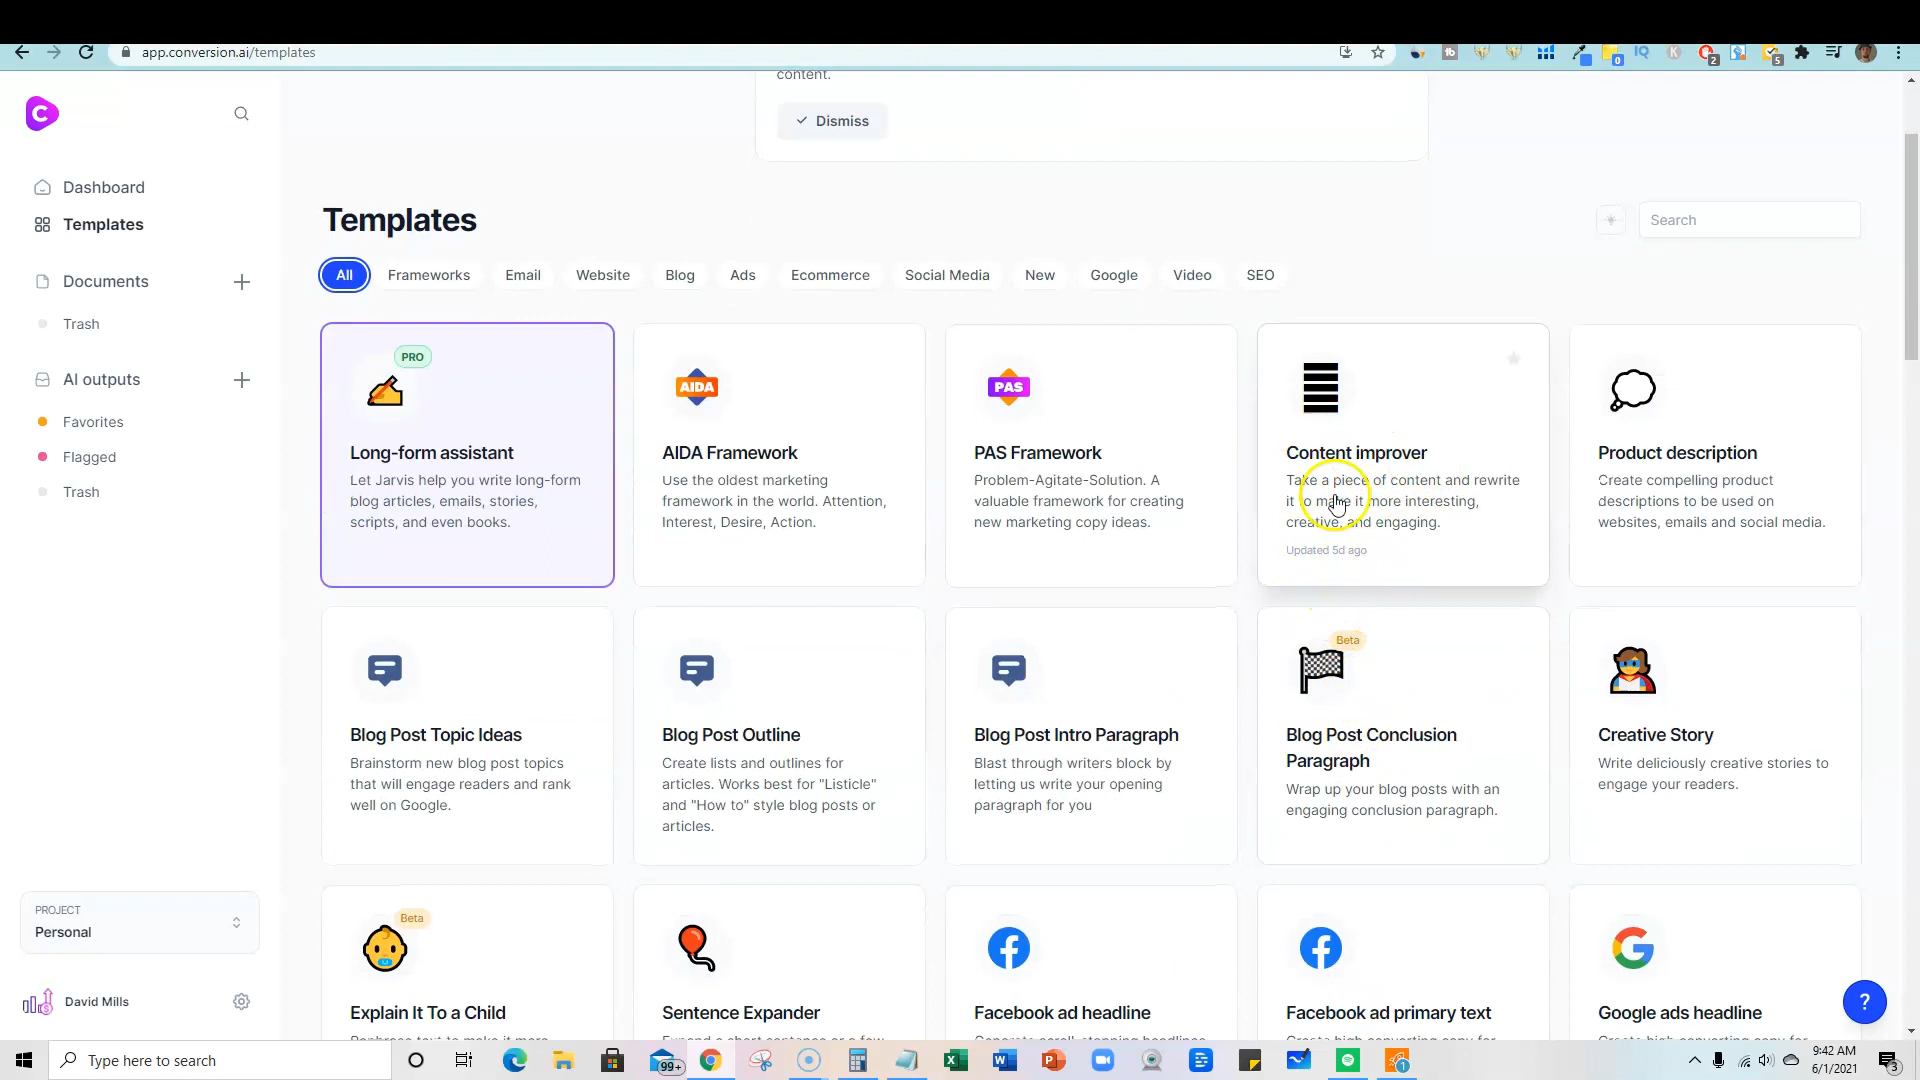 app.conversion.ai/templates
content.
Dismiss
Dashboard
Templates
Documents
Trash
AI outputs
Favorites
Flagged
Trash
PROJECT
Personal
David Mills
Templates
Search
All
Frameworks
Email
Website
Blog
Ads
Ecommerce
Social Media
New
Google
Video
SEO
PRO
Long-form assistant
Let Jarvis help you write long-form
blog articles, emails, stories,
scripts, and even books.
AIDA
AIDA Framework
Use the oldest marketing
framework in the world. Attention,
Interest, Desire, Action.
PAS
PAS Framework
Problem-Agitate-Solution. A
valuable framework for creating
new marketing copy ideas.
Content improver
Take a piece of content and rewrite
it to make it more interesting,
creative, and engaging.
Updated 5d ago
Product description
Create compelling product
descriptions to be used on
websites, emails and social media.
Blog Post Topic Ideas
Brainstorm new blog post topics
that will engage readers and rank
well on Google.
Blog Post Outline
Create lists and outlines for
articles. Works best for "Listicle"
and "How to" style blog posts or
articles.
Blog Post Intro Paragraph
Blast through writers block by
letting us write your opening
paragraph for you
Beta
Blog Post Conclusion
Paragraph
Wrap up your blog posts with an
engaging conclusion paragraph.
Creative Story
Write deliciously creative stories to
engage your readers.
Beta
Explain It To a Child
Sentence Expander
Facebook ad headline
Facebook ad primary text
Google ads headline
?
Type here to search
99+
9:42 AM
6/1/2021